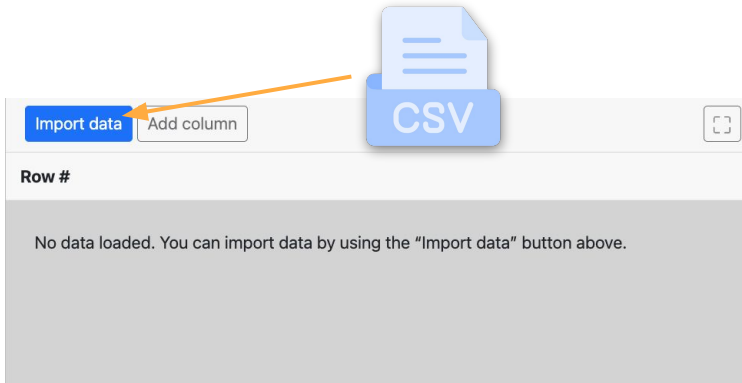 CSV
Import data
Add column
Row #
No data loaded. You can import data by using the “Import data” button above.